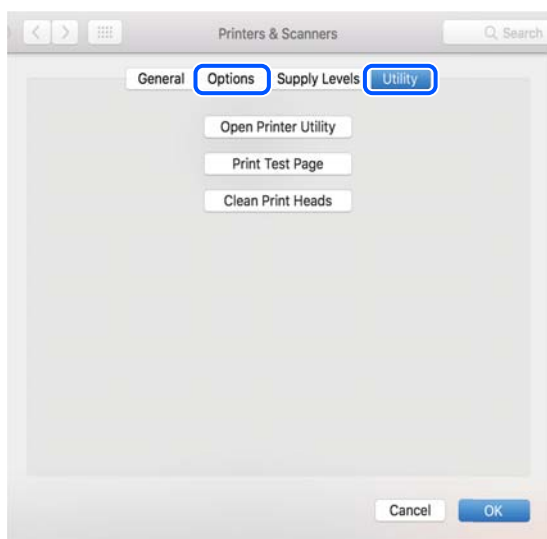 Printers & Scanners
Search
General Options Supply Levels Utility
Open Printer Utility
Print Test Page
Clean Print Heads
Cancel OK